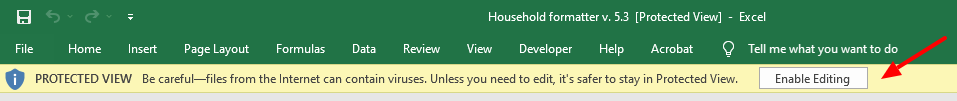 Household formatter v. 5.3 [Protected View] - Excel
File Home Insert Page Layout Formulas Data Review View Developer Help Acrobat Tell me what you want to do
PROTECTED VIEW Be careful—files from the Internet can contain viruses. Unless you need to edit, it's safer to stay in Protected View. Enable Editing